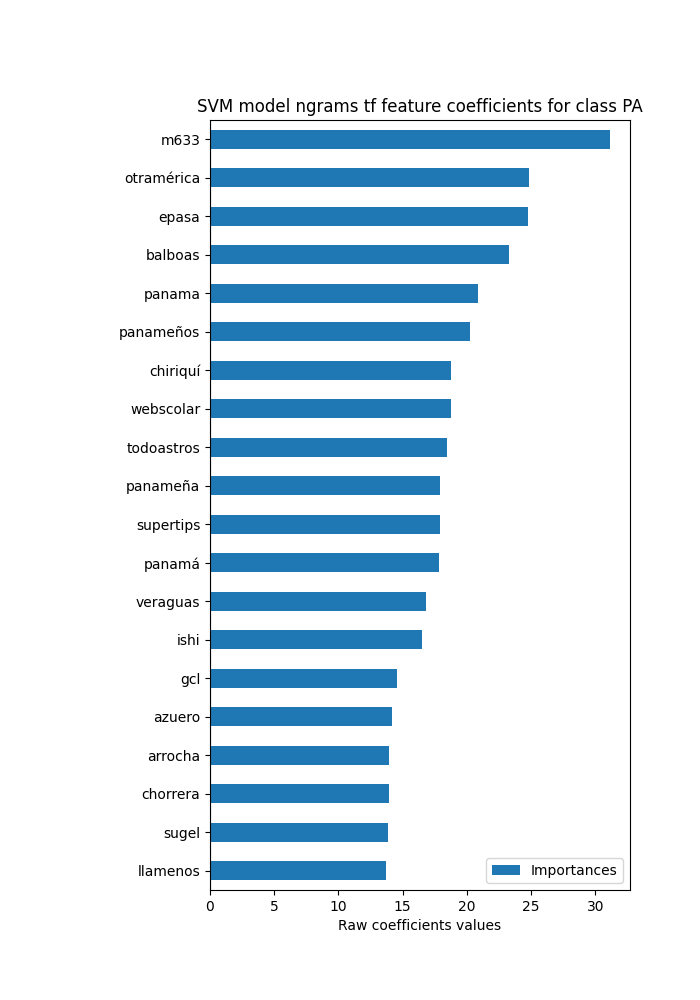 SVM model ngrams tf feature coefficients for class PA
m633
otramérica
epasa
balboas
panama
panameños
chiriquí
webscolar
todoastros
panameña
supertips
panamá
veraguas
ishi
gcl
azuero
arrocha
chorrera
sugel
llamenos
Importances
0 5 10 15 20 25 30
Raw coefficients values